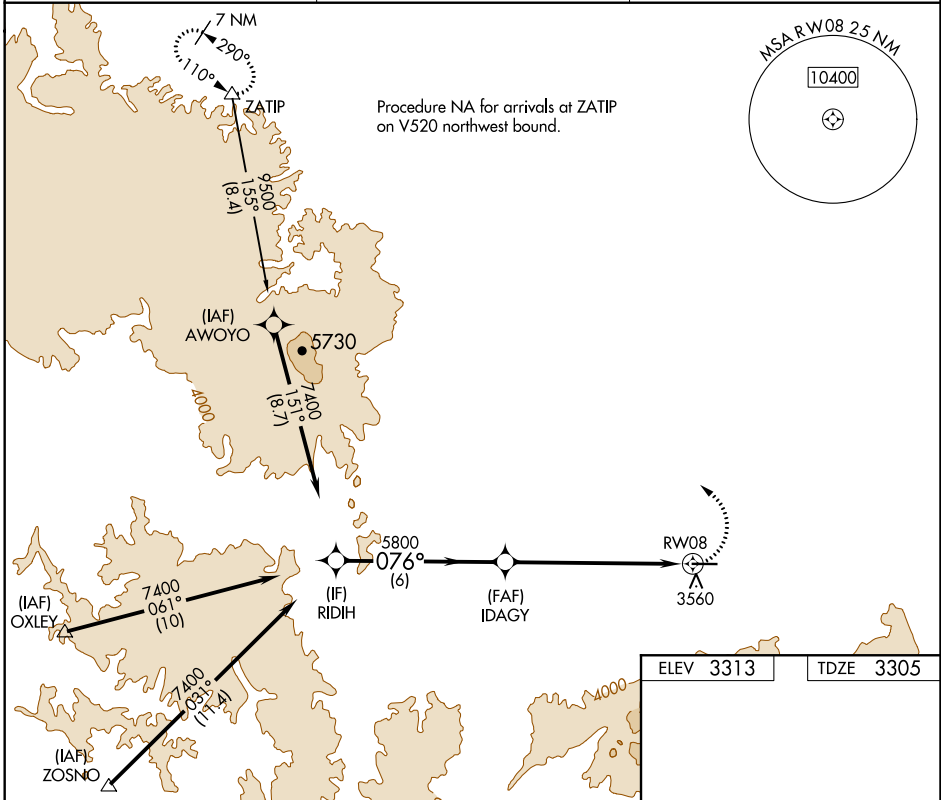 7 NM
290°
110°
ZATIP
Procedure NA for arrivals at ZATIP
on V520 northwest bound.
MSA RW08 25 NM
10400
9500
155°
(8.4)
(IAF)
AWOYO
5730
7400
151°
(8.7)
4000
5800
076°
(6)
RW08
3560
(IF)
RIDIH
(FAF)
IDAGY
(IAF)
OXLEY
7400
061°
(10)
7400
031°
(11.4)
(IAF)
ZOSNO
4000
ELEV 3313
TDZE 3305